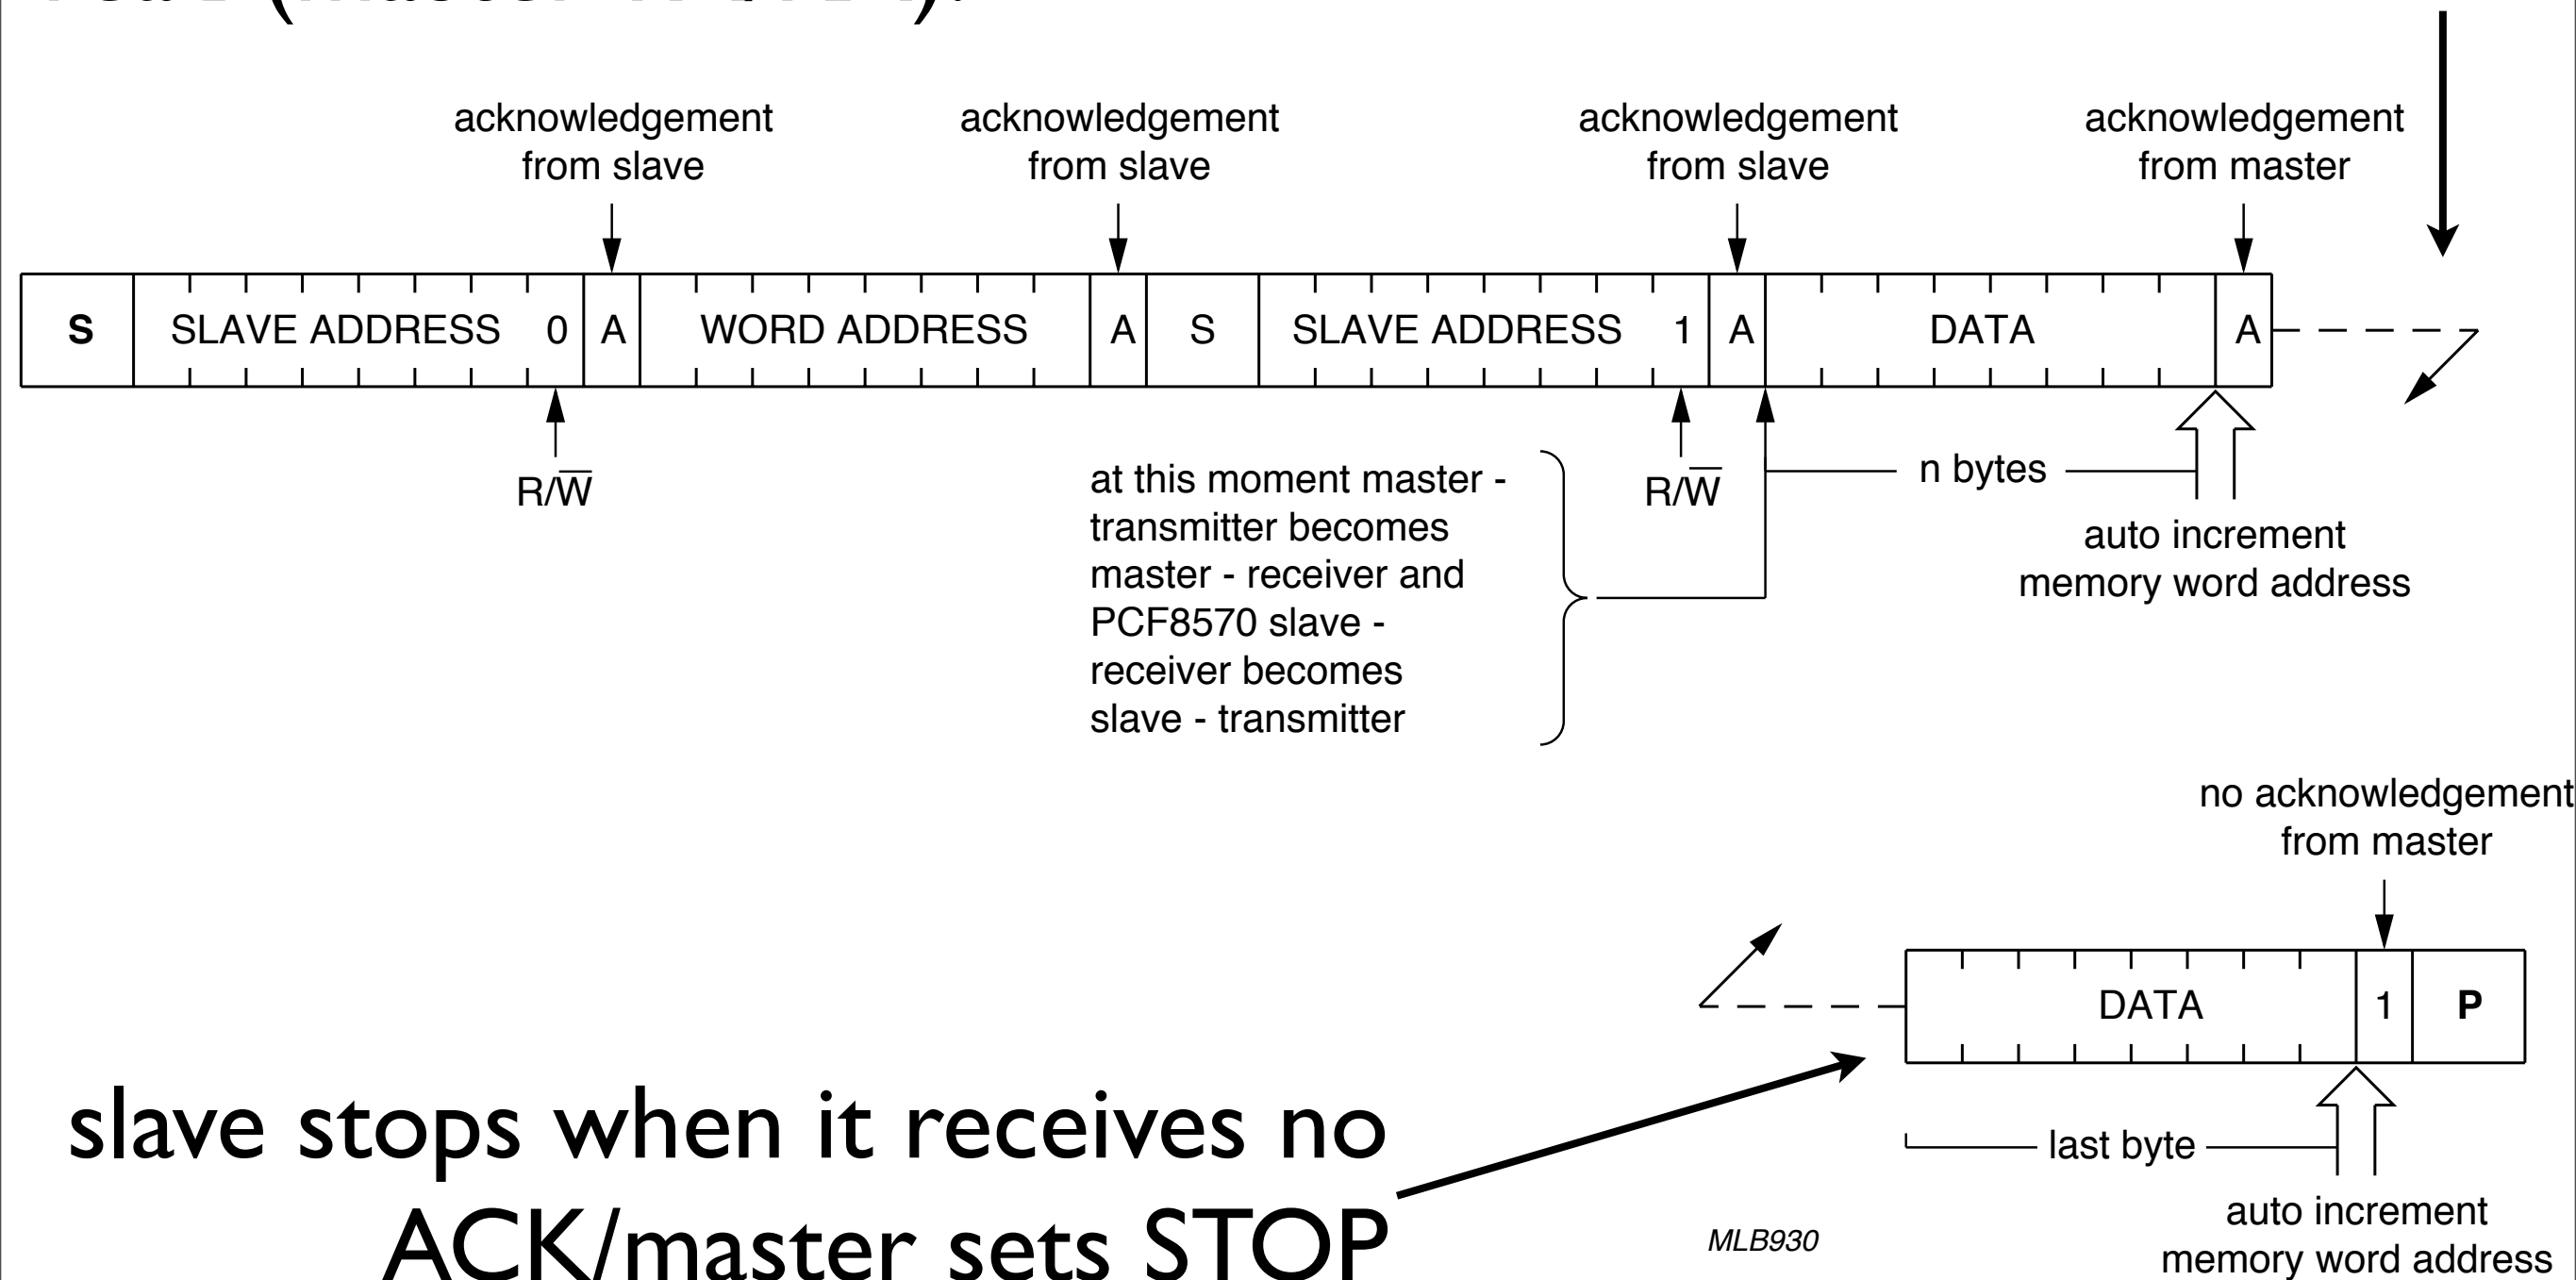 acknowledgement
from slave
acknowledgement
from slave
acknowledgement
from slave
acknowledgement
from master
S SLAVE ADDRESS 0 A WORD ADDRESS A S SLAVE ADDRESS 1 A DATA A
R/W̅
at this moment master -
transmitter becomes
master - receiver and
PCF8570 slave -
receiver becomes
slave - transmitter
R/W̅
n bytes
auto increment
memory word address
no acknowledgement
from master
DATA 1 P
last byte
auto increment
memory word address
slave stops when it receives no
ACK/master sets STOP
MLB930